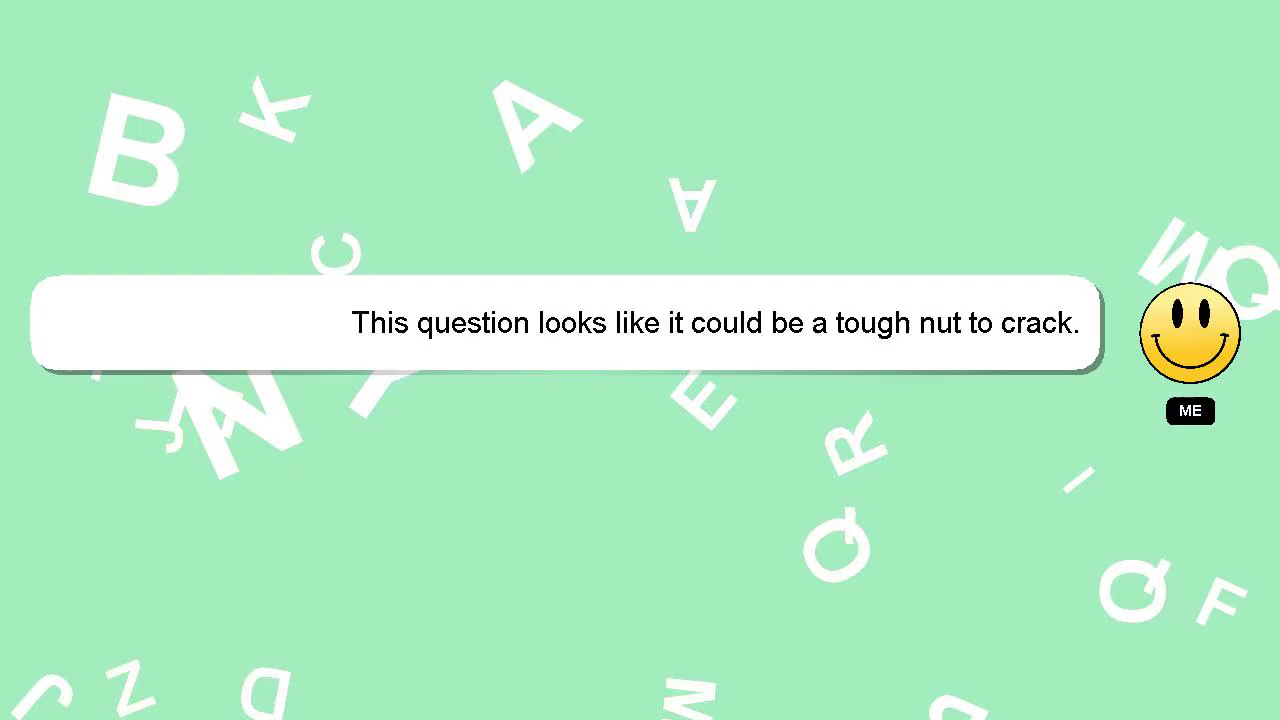 B
K
A
A
C
M
Q
This question looks like it could be a tough nut to crack.
ME
J
A
N
Y
E
R
I
Q
Q
F
J
Z
D
M